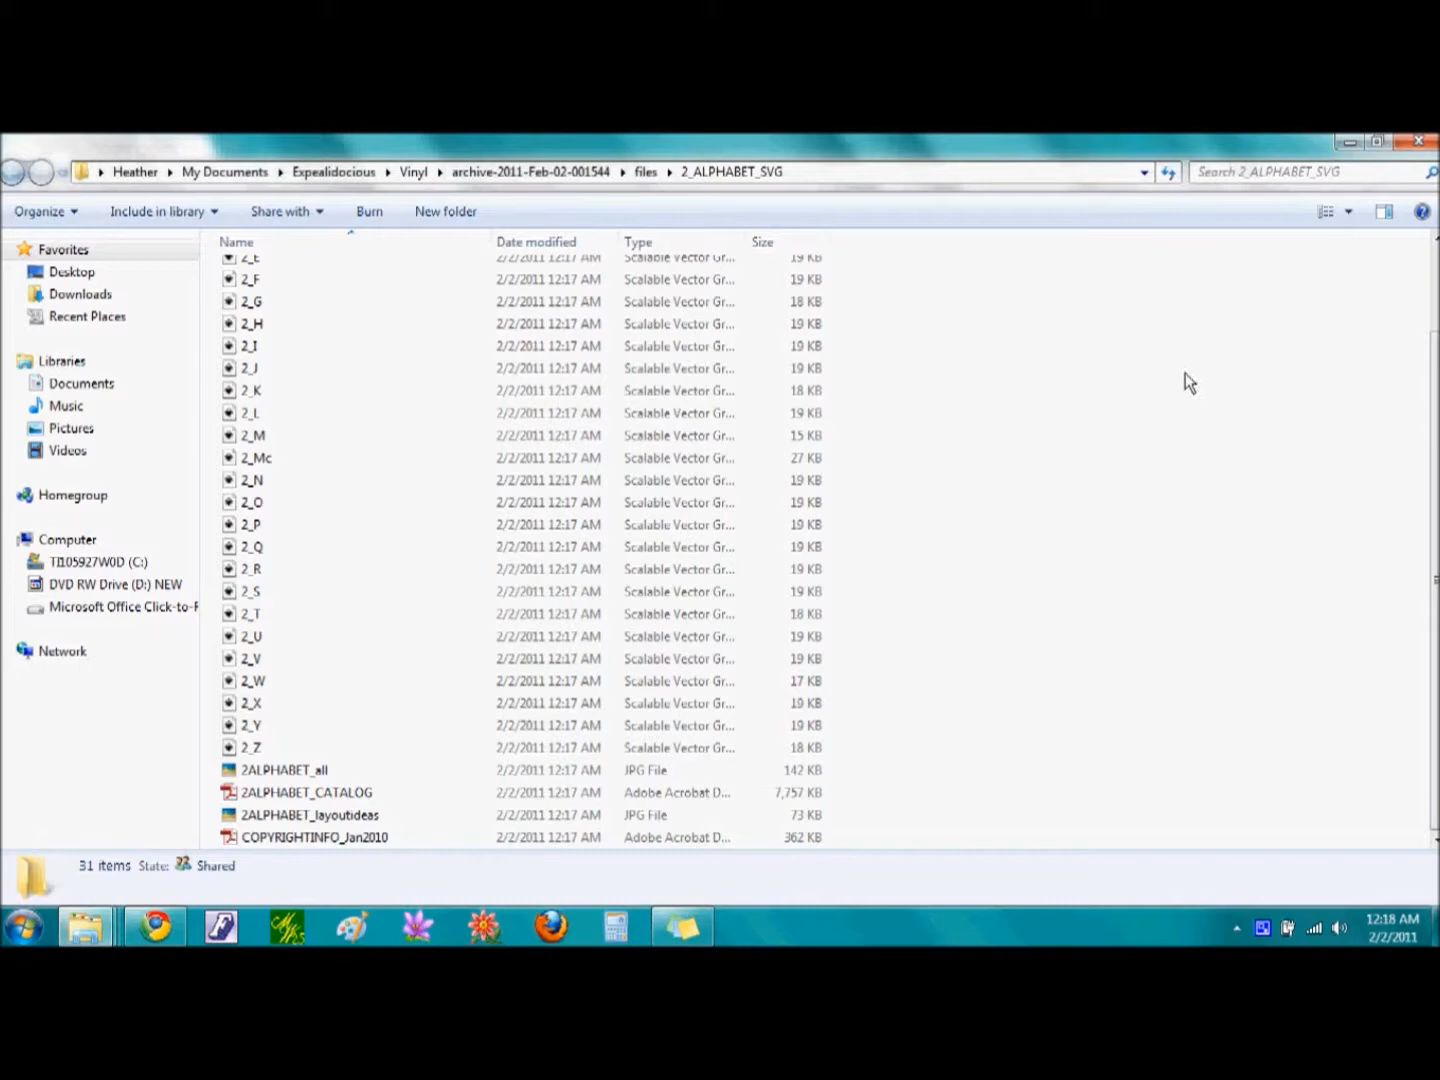 Heather ▸ My Documents ▸ Expealidocious ▸ Vinyl ▸ archive-2011-Feb-02-001544 ▸ files ▸ 2_ALPHABET_SVG
Search 2_ALPHABET_SVG
Organize Include in library Share with Burn New folder
Name Date modified Type Size
2_E 2/2/2011 12:17 AM Scalable Vector Gr... 19 KB
2_F 2/2/2011 12:17 AM Scalable Vector Gr... 19 KB
2_G 2/2/2011 12:17 AM Scalable Vector Gr... 18 KB
2_H 2/2/2011 12:17 AM Scalable Vector Gr... 19 KB
2_I 2/2/2011 12:17 AM Scalable Vector Gr... 19 KB
2_J 2/2/2011 12:17 AM Scalable Vector Gr... 19 KB
2_K 2/2/2011 12:17 AM Scalable Vector Gr... 18 KB
2_L 2/2/2011 12:17 AM Scalable Vector Gr... 19 KB
2_M 2/2/2011 12:17 AM Scalable Vector Gr... 15 KB
2_Mc 2/2/2011 12:17 AM Scalable Vector Gr... 27 KB
2_N 2/2/2011 12:17 AM Scalable Vector Gr... 19 KB
2_O 2/2/2011 12:17 AM Scalable Vector Gr... 19 KB
2_P 2/2/2011 12:17 AM Scalable Vector Gr... 19 KB
2_Q 2/2/2011 12:17 AM Scalable Vector Gr... 19 KB
2_R 2/2/2011 12:17 AM Scalable Vector Gr... 19 KB
2_S 2/2/2011 12:17 AM Scalable Vector Gr... 19 KB
2_T 2/2/2011 12:17 AM Scalable Vector Gr... 18 KB
2_U 2/2/2011 12:17 AM Scalable Vector Gr... 19 KB
2_V 2/2/2011 12:17 AM Scalable Vector Gr... 19 KB
2_W 2/2/2011 12:17 AM Scalable Vector Gr... 17 KB
2_X 2/2/2011 12:17 AM Scalable Vector Gr... 19 KB
2_Y 2/2/2011 12:17 AM Scalable Vector Gr... 19 KB
2_Z 2/2/2011 12:17 AM Scalable Vector Gr... 18 KB
2ALPHABET_all 2/2/2011 12:17 AM JPG File 142 KB
2ALPHABET_CATALOG 2/2/2011 12:17 AM Adobe Acrobat D... 7,757 KB
2ALPHABET_layoutideas 2/2/2011 12:17 AM JPG File 73 KB
COPYRIGHTINFO_Jan2010 2/2/2011 12:17 AM Adobe Acrobat D... 362 KB
Favorites
Desktop
Downloads
Recent Places
Libraries
Documents
Music
Pictures
Videos
Homegroup
Computer
TI105927W0D (C:)
DVD RW Drive (D:) NEW
Microsoft Office Click-to-F
Network
31 items State: Shared
12:18 AM
2/2/2011